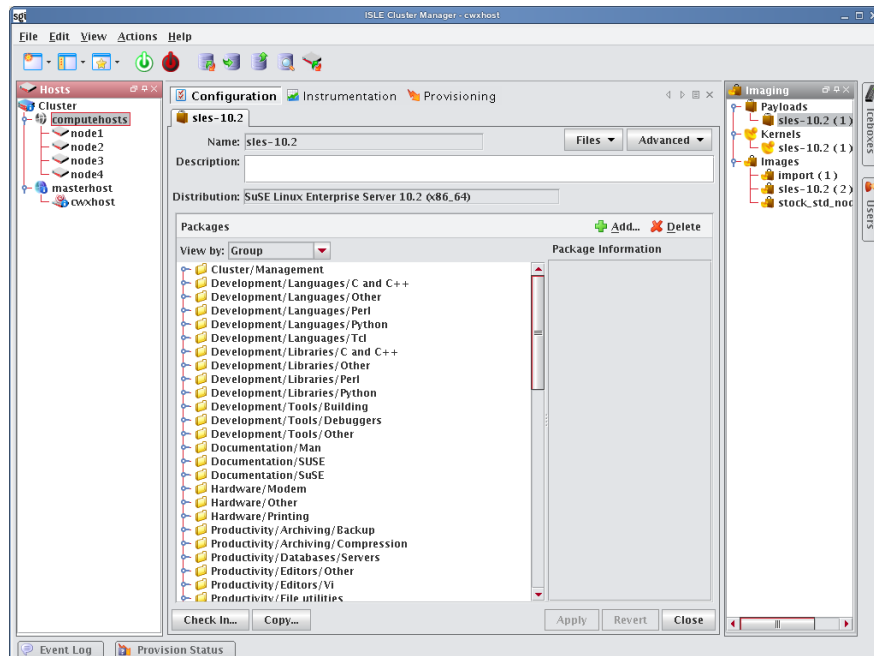 sgi ISLE Cluster Manager - cwxhost
File Edit View Actions Help
Hosts
Cluster
computehosts
node1
node2
node3
node4
masterhost
cwxhost
Configuration Instrumentation Provisioning
sles-10.2
Name: sles-10.2 Files Advanced
Description:
Distribution: SuSE Linux Enterprise Server 10.2 (x86_64)
Packages Add... Delete
View by: Group Package Information
Cluster/Management
Development/Languages/C and C++
Development/Languages/Other
Development/Languages/Perl
Development/Languages/Python
Development/Languages/Tcl
Development/Libraries/C and C++
Development/Libraries/Other
Development/Libraries/Perl
Development/Libraries/Python
Development/Tools/Building
Development/Tools/Debuggers
Development/Tools/Other
Documentation/Man
Documentation/SUSE
Documentation/SuSE
Hardware/Modem
Hardware/Other
Hardware/Printing
Productivity/Archiving/Backup
Productivity/Archiving/Compression
Productivity/Databases/Servers
Productivity/Editors/Other
Productivity/Editors/Vi
Productivity/File utilities
Check In... Copy... Apply Revert Close
Imaging
Payloads
sles-10.2 (1)
Kernels
sles-10.2 (1)
Images
import (1)
sles-10.2 (2)
stock_std_noc
Iceboxes
Users
Event Log Provision Status